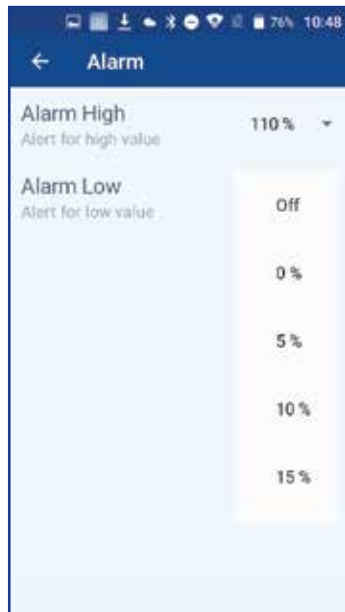 76% 10:48
Alarm
Alarm High
110 %
Alert for high value
Alarm Low
Alert for low value
Off
0 %
5 %
10 %
15 %